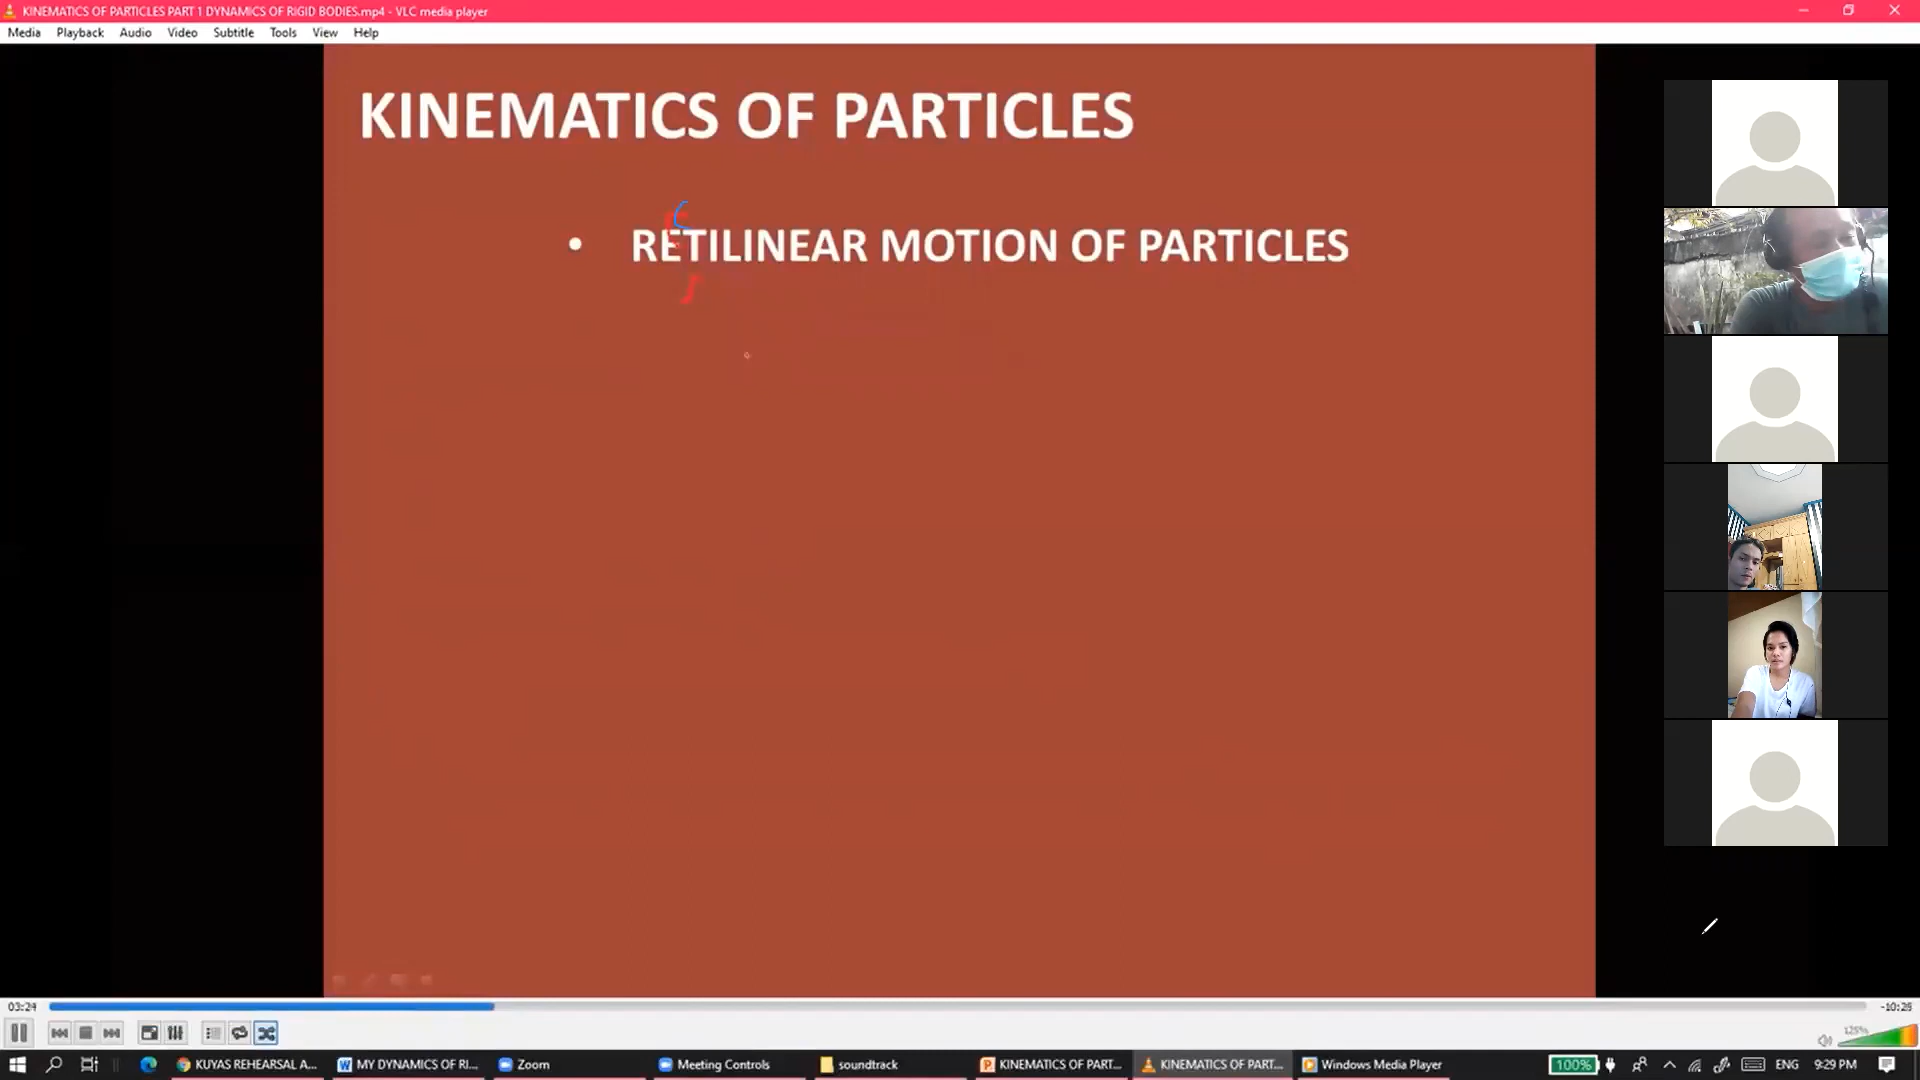 KINEMATICS OF PARTICLES PART 1 DYNAMICS OF RIGID BODIES.mp4 - VLC media player
Media Playback Audio Video Subtitle Tools View Help
KINEMATICS OF PARTICLES
• RETILINEAR MOTION OF PARTICLES
03:24
-10:28
125%
KUYAS REHEARSAL A... MY DYNAMICS OF RI... Zoom Meeting Controls soundtrack KINEMATICS OF PART... KINEMATICS OF PART... Windows Media Player 100% ENG 9:29 PM